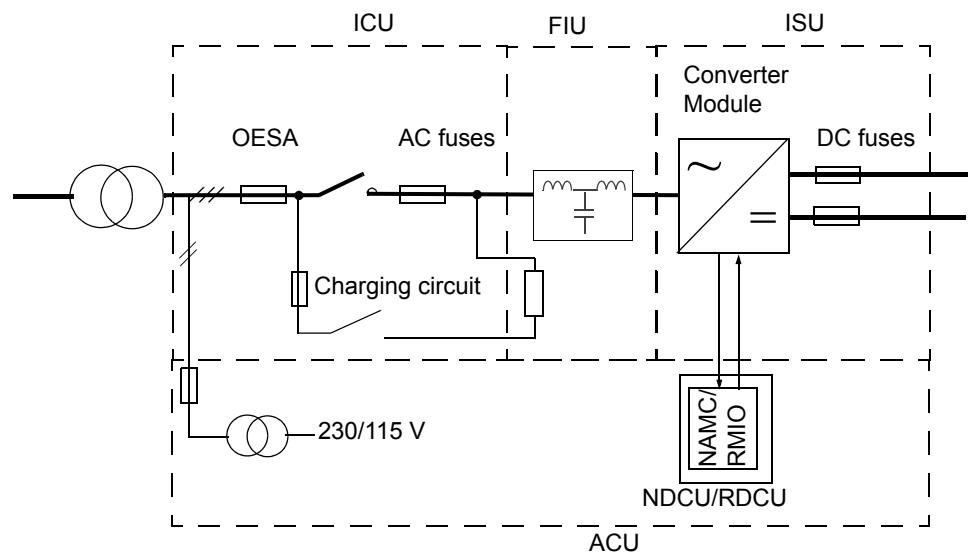 ICU
FIU
ISU
Converter
Module
OESA
AC fuses
DC fuses
Charging circuit
230/115 V
NAMC/
RMIO
NDCU/RDCU
ACU